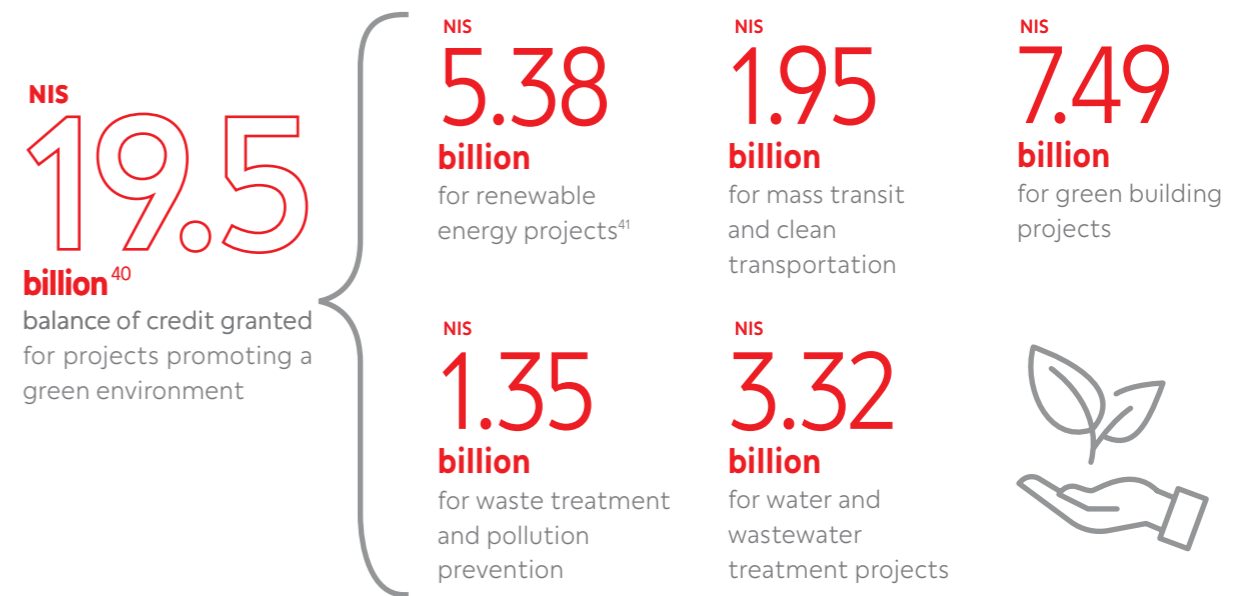 NIS
19.5
billion 40
balance of credit granted
for projects promoting a
green environment
NIS
5.38
billion
for renewable
energy projects41
NIS
1.95
billion
for mass transit
and clean
transportation
NIS
7.49
billion
for green building
projects
NIS
1.35
billion
for waste treatment
and pollution
prevention
NIS
3.32
billion
for water and
wastewater
treatment projects